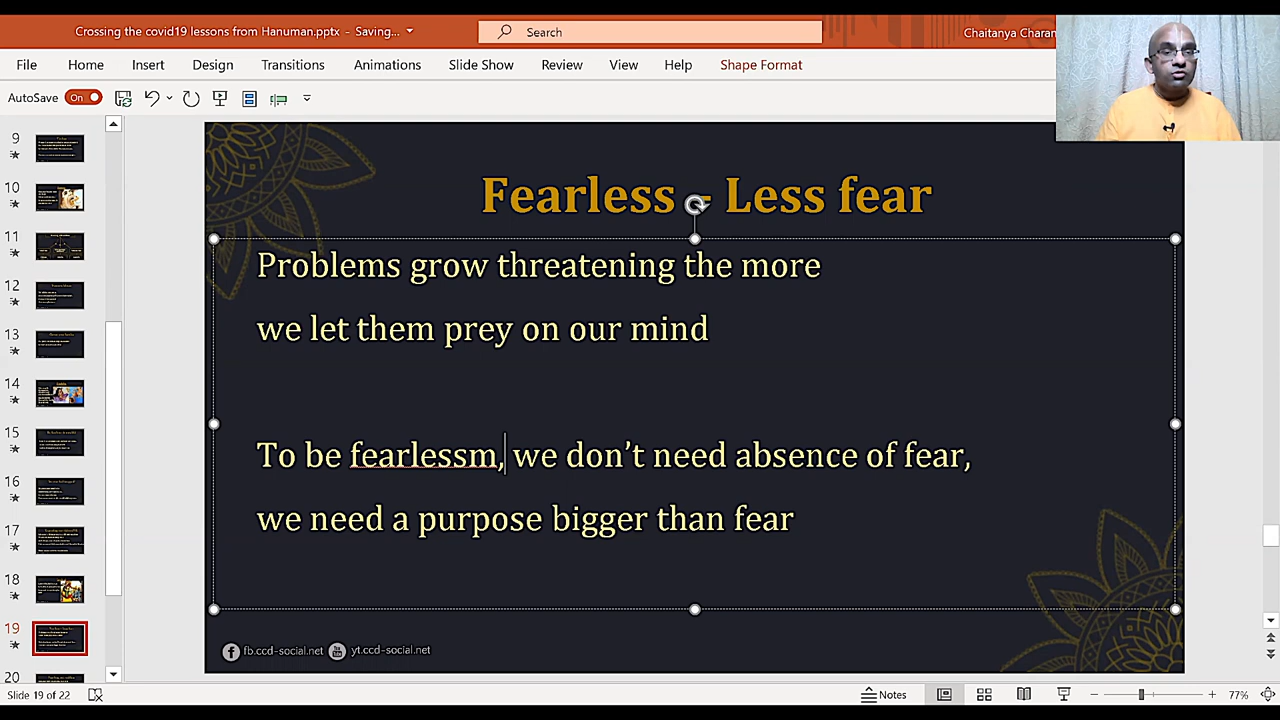 Crossing the covid19 lessons from Hanuman.pptx - Saving...
Search
Chaitanya Charan
File Home Insert Design Transitions Animations Slide Show Review View Help Shape Format
AutoSave On
9
10
11
12
13
14
15
16
17
18
19
20
Fearless - Less fear
Problems grow threatening the more
we let them prey on our mind
To be fearlessm, we don’t need absence of fear,
we need a purpose bigger than fear
fb.ccd-social.net yt.ccd-social.net
Slide 19 of 22
Notes
77%